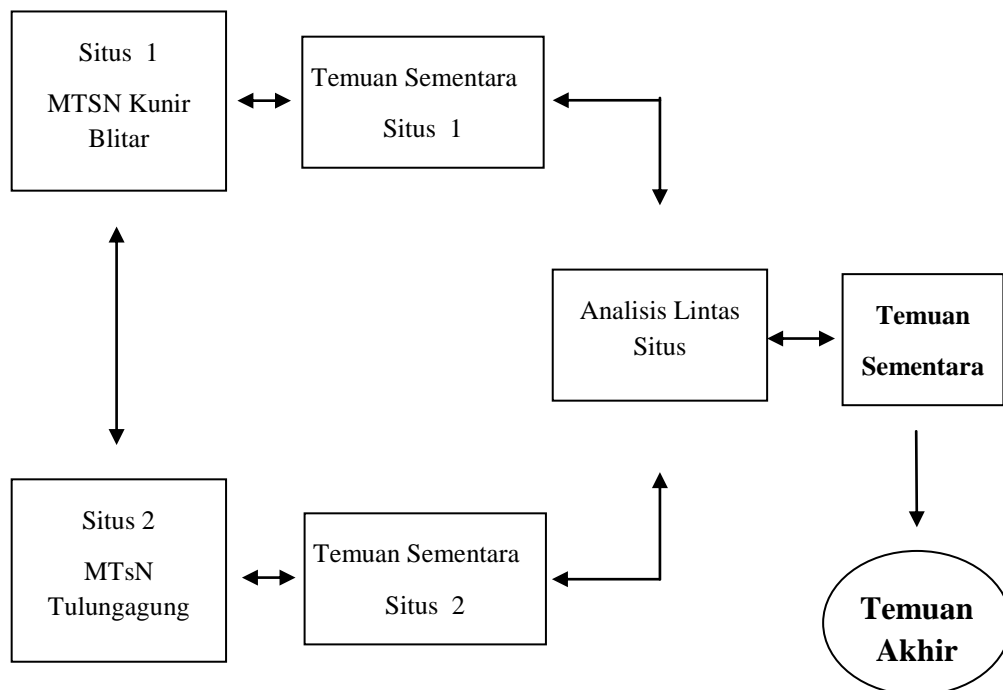 Situs 1
MTSN Kunir
Blitar
Temuan Sementara
Situs 1
Analisis Lintas
Situs
Temuan
Sementara
Situs 2
MTsN
Tulungagung
Temuan Sementara
Situs 2
Temuan
Akhir